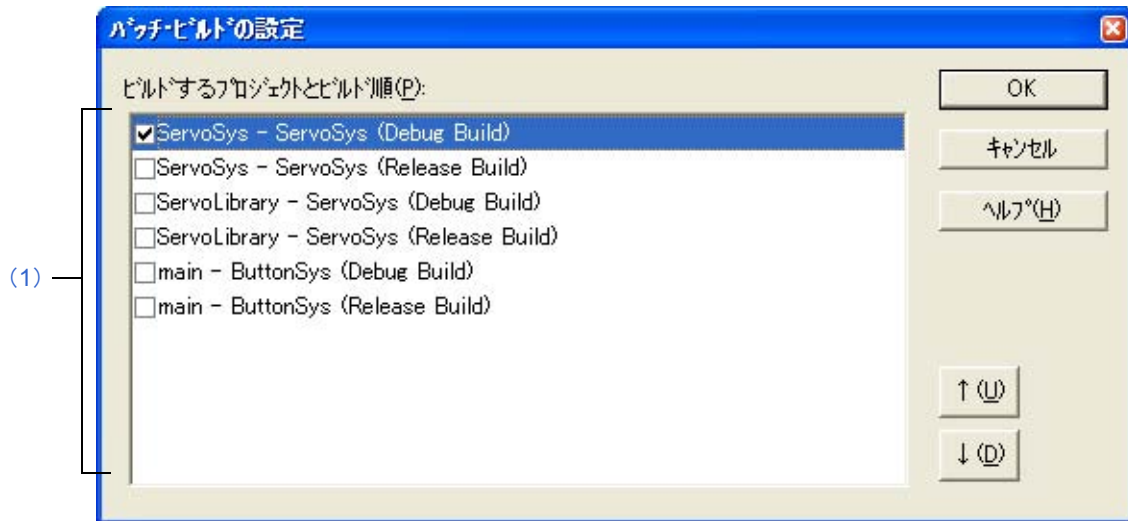 ﾊﾞｯﾁ･ﾋﾞﾙﾄﾞの設定
ﾋﾞﾙﾄﾞするﾌﾟﾛｼﾞｪｸﾄとﾋﾞﾙﾄﾞ順(P):
ServoSys - ServoSys (Debug Build)
ServoSys - ServoSys (Release Build)
ServoLibrary - ServoSys (Debug Build)
ServoLibrary - ServoSys (Release Build)
main - ButtonSys (Debug Build)
main - ButtonSys (Release Build)
(1)
OK
ｷｬﾝｾﾙ
ﾍﾙﾌﾟ(H)
↑(U)
↓(D)